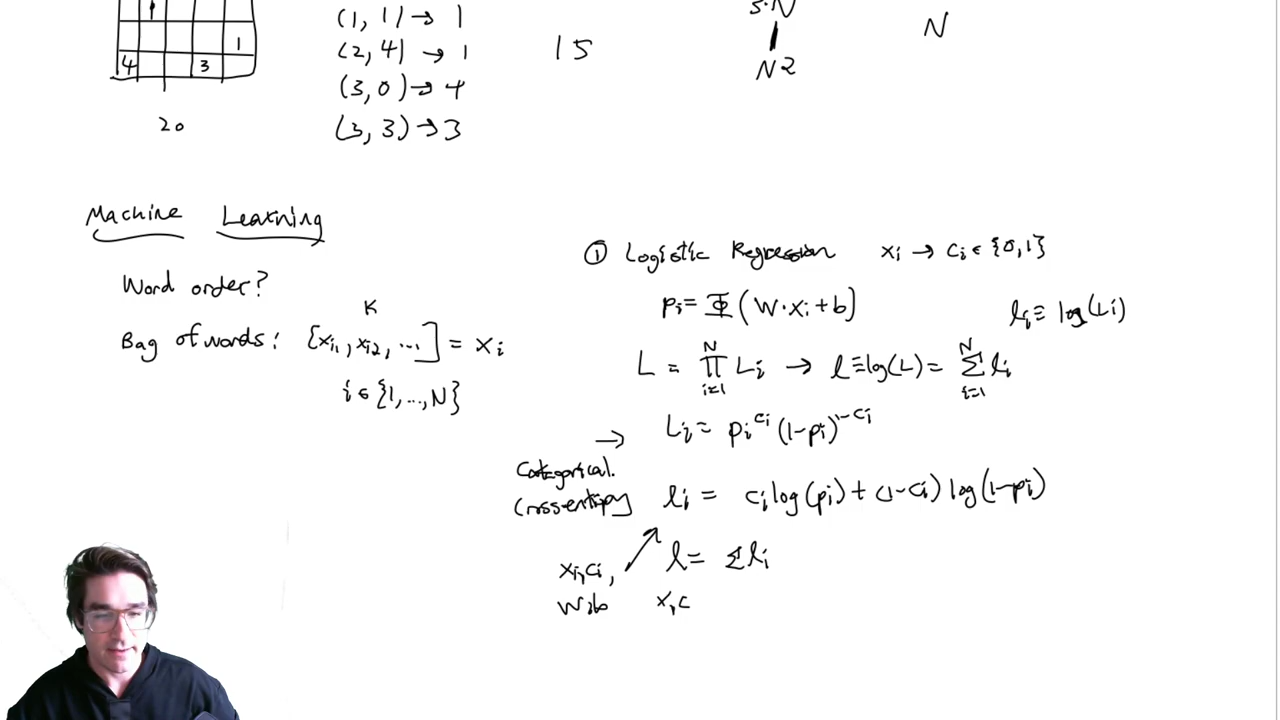 1
4 3
20
(1, 1) → 1
(2, 4) → 1
(3, 0) → 4
(3, 3) → 3
15
3·N
N2
N
Machine Learning
Word order?
K
Bag of words: [xi1, xi2, ...] = xi
i ∈ {1, ..., N}
① Logistic Regression xi → ci ∈ {0,1}
pi = Φ(W·xi + b)
li ≡ log(Li)
L = ∏ i=1 N Li → l ≡ log(L) = Σ i=1 N li
→ Li = pi^ci (1-pi)^1-ci
Categorical
Crossentropy
li = ci log(pi) + (1-ci) log(1-pi)
l = Σli
xi, ci,
W, b
x, c